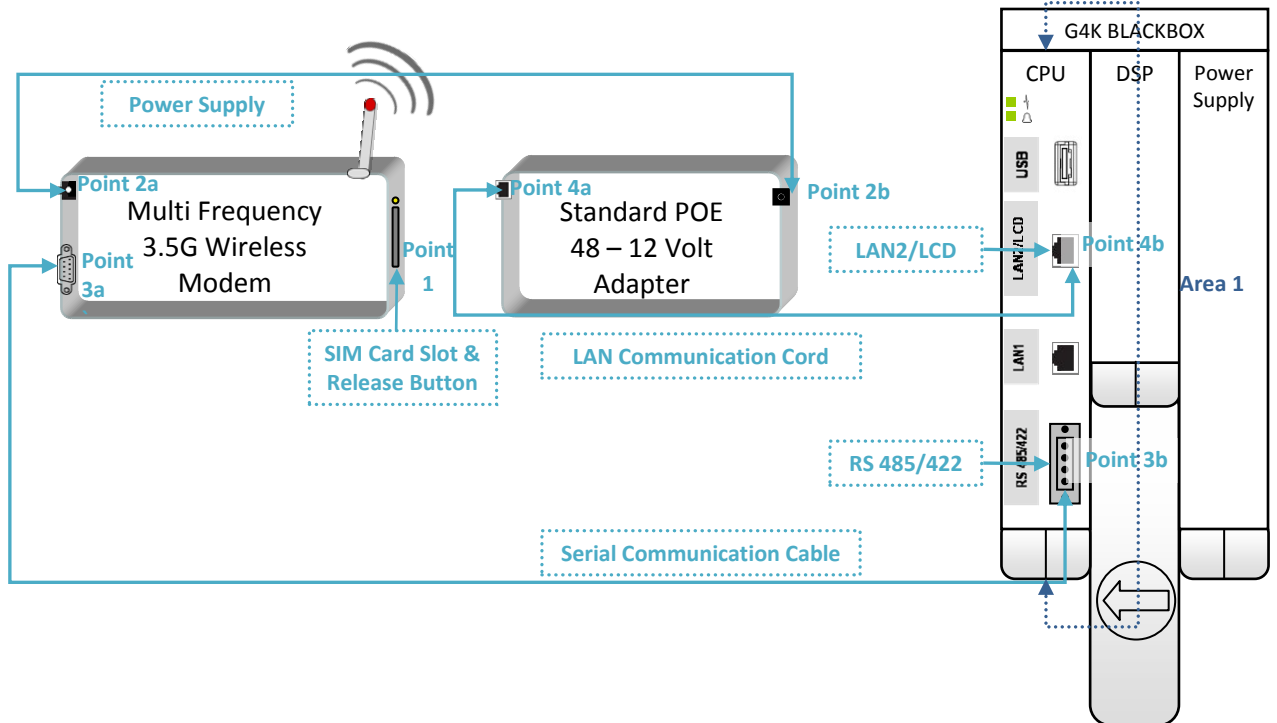 G4K BLACKBOX
CPU
DSP
Power
Supply
Power Supply
USB
Point 2a
Multi Frequency
3.5G Wireless
Modem
Point
3a
Point
1
Point 4a
Standard POE
48 – 12 Volt
Adapter
Point 2b
LAN2/LCD
LAN2/LCD
Point 4b
Area 1
SIM Card Slot &
Release Button
LAN Communication Cord
LAN1
RS 485/422
RS 485/422
Point 3b
Serial Communication Cable